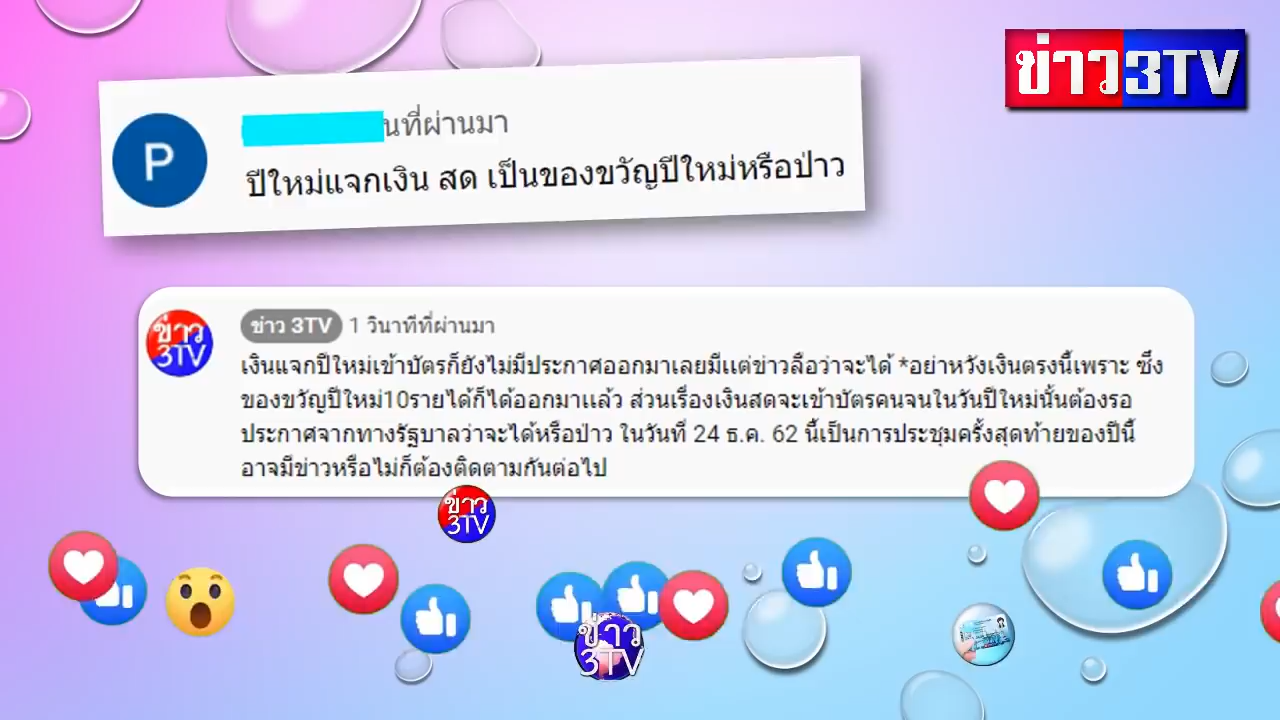 ข่าว3TV
P
นที่ผ่านมา
ปีใหม่แจกเงิน สด เป็นของขวัญปีใหม่หรือป่าว
ข่าว
3TV
ข่าว 3TV 1 วินาทีที่ผ่านมา
เงินแจกปีใหม่เข้าบัตรก็ยังไม่มีประกาศออกมาเลยมีแต่ข่าวลือว่าจะได้ *อย่าหวังเงินตรงนี้เพราะ ซึ่ง
ของขวัญปีใหม่10รายได้ก็ได้ออกมาแล้ว ส่วนเรื่องเงินสดจะเข้าบัตรคนจนในวันปีใหม่นั้นต้องรอ
ประกาศจากทางรัฐบาลว่าจะได้หรือป่าว ในวันที่ 24 ธ.ค. 62 นี้เป็นการประชุมครั้งสุดท้ายของปีนี้
อาจมีข่าวหรือไม่ก็ต้องติดตามกันต่อไป
ข่าว
3TV
ข่าว
3TV